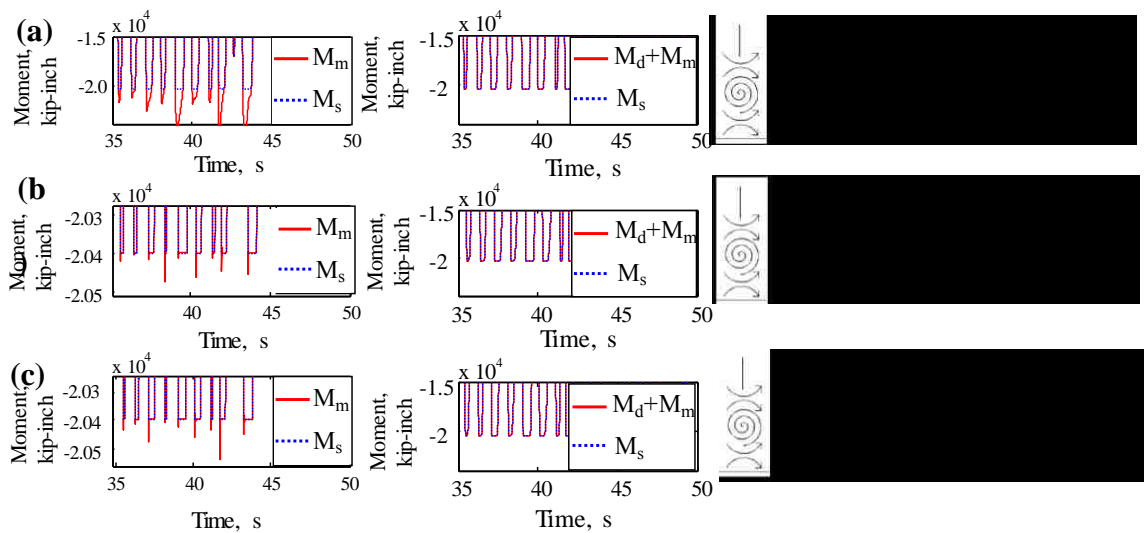 (a)
x 10^4
Moment, kip-inch
-1.5
-2.0
M_m
M_s
35 40 45 50
Time, s
x 10^4
Moment, kip-inch
-1.5
-2
M_d+M_m
M_s
35 40 45 50
Time, s
(b
)
x 10^4
Moment, kip-inch
-2.03
-2.04
-2.05
M_m
M_s
35 40 45 50
Time, s
x 10^4
Moment, kip-inch
-1.5
-2
M_d+M_m
M_s
35 40 45 50
Time, s
(c)
x 10^4
Moment, kip-inch
-2.03
-2.04
-2.05
M_m
M_s
35 40 45 50
Time, s
x 10^4
Moment, kip-inch
-1.5
-2
M_d+M_m
M_s
35 40 45 50
Time, s